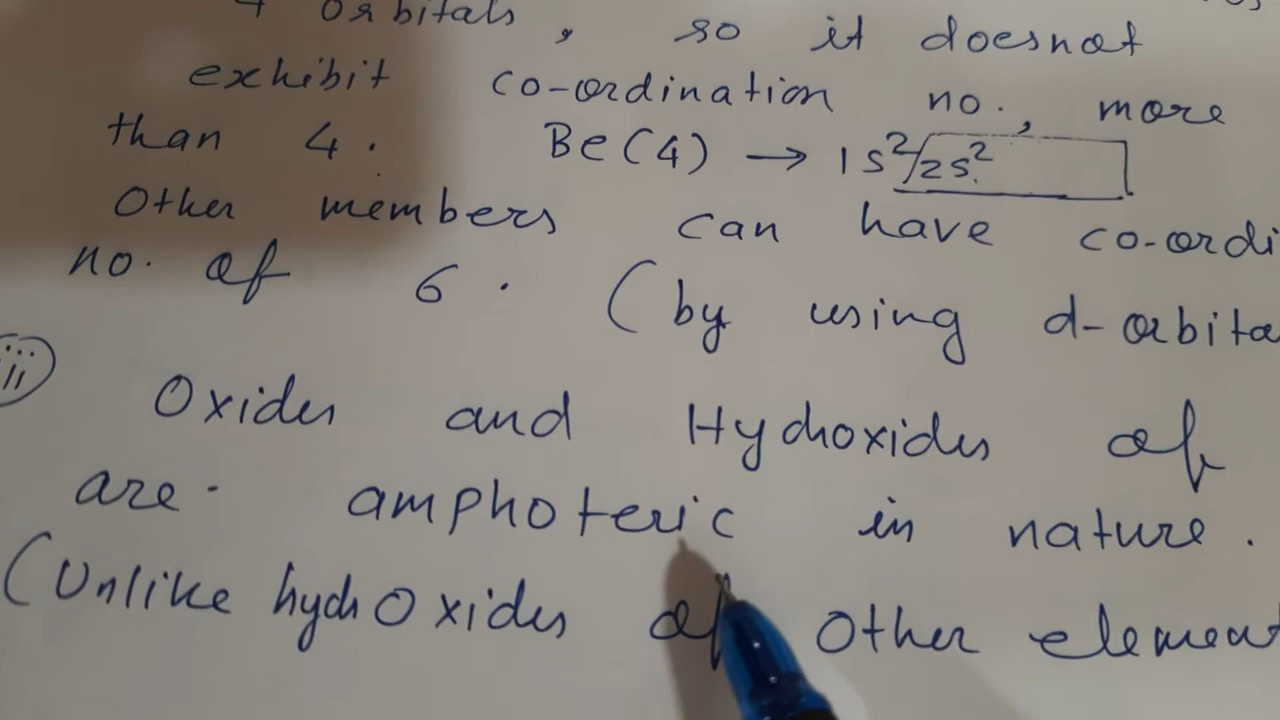 4 orbitals, so it doesnot
exhibit co-ordination no., more
than 4. Be(4) → 1s²/2s²
Other members can have co-ordi
no. of 6. (by using d-orbita
iii Oxides and Hydroxides of
are. amphoteric in nature.
(Unlike hydroxides of Other element